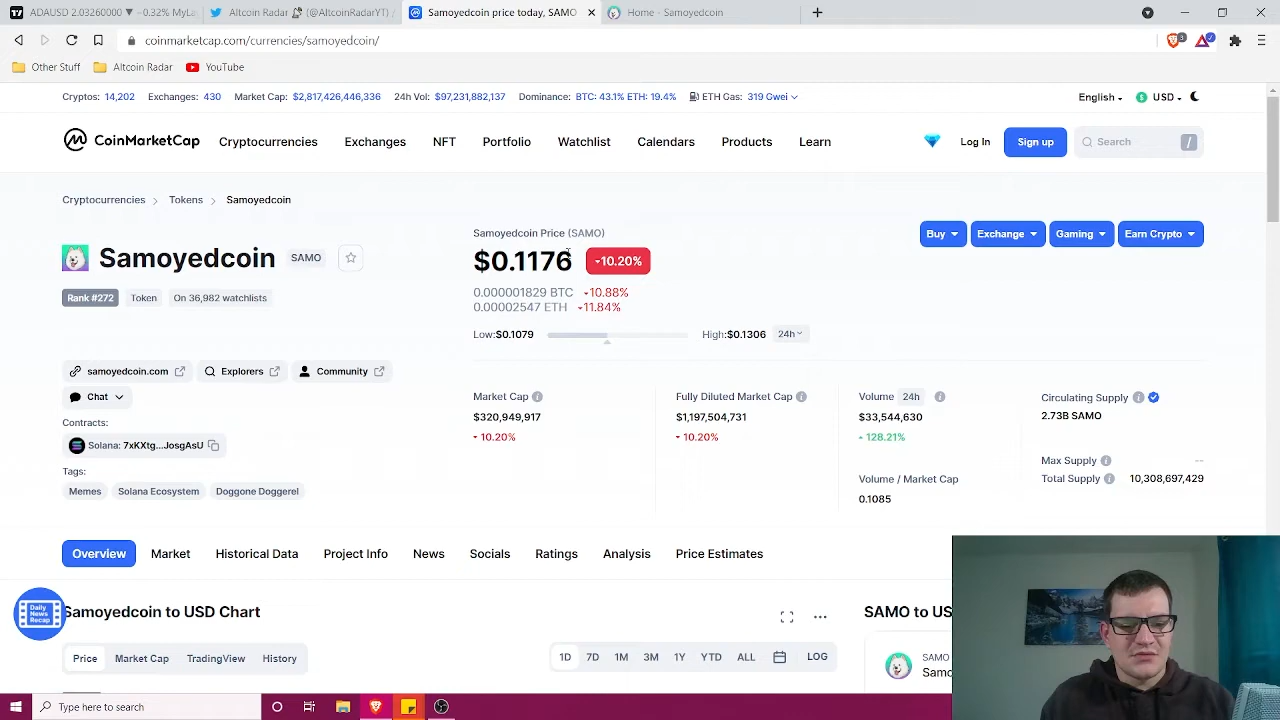 ADAUSD 2.03260000 ▼ −0.32% MyLa
Altcoin Radar 📡 (@AltcoinRadarYT) /
Samoyedcoin price today, SAMO
Home - Samoyedcoin
coinmarketcap.com/currencies/samoyedcoin/
3
Other Stuff
Altcoin Radar
YouTube
Cryptos: 14,202 Exchanges: 430 Market Cap: $2,817,426,446,336 24h Vol: $97,231,882,137 Dominance: BTC: 43.1% ETH: 19.4% ETH Gas: 319 Gwei
English
USD
CoinMarketCap
Cryptocurrencies Exchanges NFT Portfolio Watchlist Calendars Products Learn
Log In
Sign up
Search
/
Cryptocurrencies > Tokens > Samoyedcoin
Samoyedcoin SAMO
Rank #272 Token On 36,982 watchlists
samoyedcoin.com Explorers Community
Chat
Contracts:
Solana: 7xKXtg...JosgAsU
Tags:
Memes Solana Ecosystem Doggone Doggerel
Samoyedcoin Price (SAMO)
$0.1176 10.20%
0.000001829 BTC 10.88%
0.00002547 ETH 11.84%
Low:$0.1079 High:$0.1306 24h
Buy Exchange Gaming Earn Crypto
Market Cap
$320,949,917
10.20%
Fully Diluted Market Cap
$1,197,504,731
10.20%
Volume 24h
$33,544,630
128.21%
Volume / Market Cap
0.1085
Circulating Supply
2.73B SAMO
Max Supply --
Total Supply 10,308,697,429
Overview Market Historical Data Project Info News Socials Ratings Analysis Price Estimates
Daily
News
Recap
Samoyedcoin to USD Chart
Price Market Cap TradingView History
1D 7D 1M 3M 1Y YTD ALL LOG
SAMO to US
SAMO
Samo
Type here to search